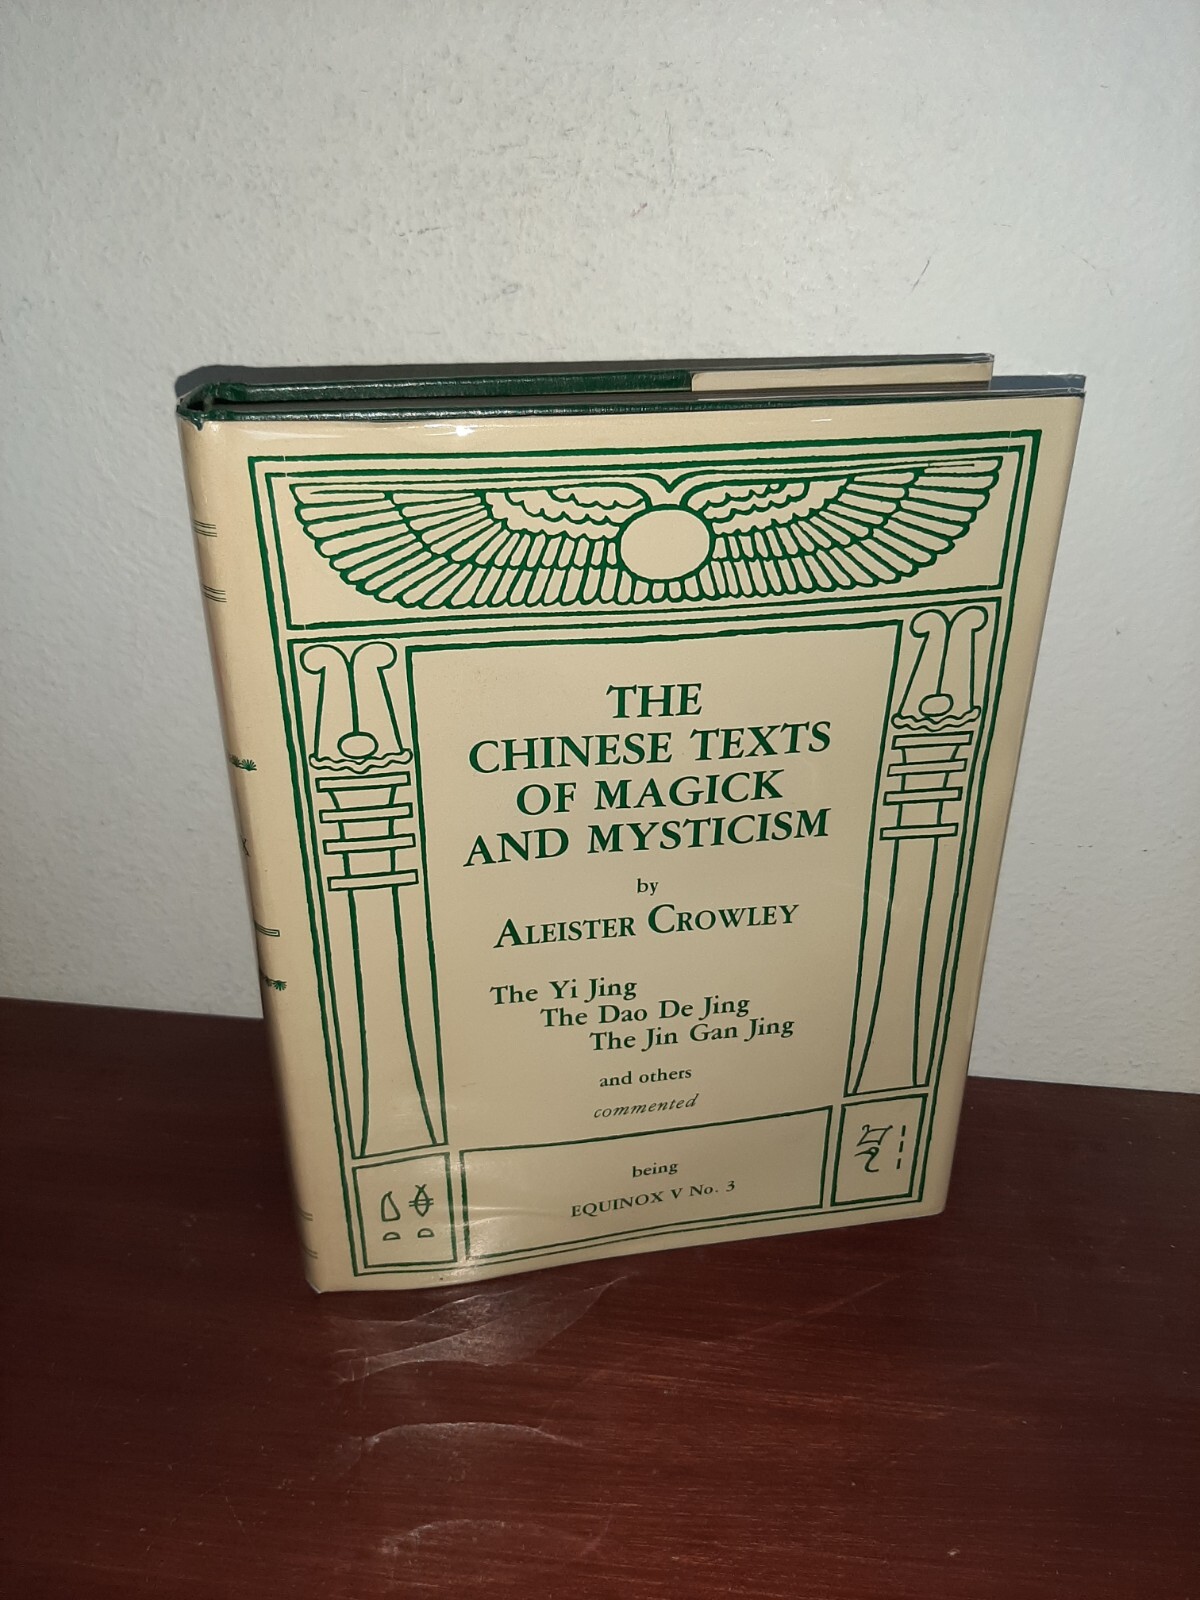 THE
CHINESE TEXTS
OF MAGICK
AND MYSTICISM
by
ALEISTER CROWLEY
The Yi Jing
The Dao De Jing
The Jin Gan Jing
and others
commented
being
EQUINOX V No. 3